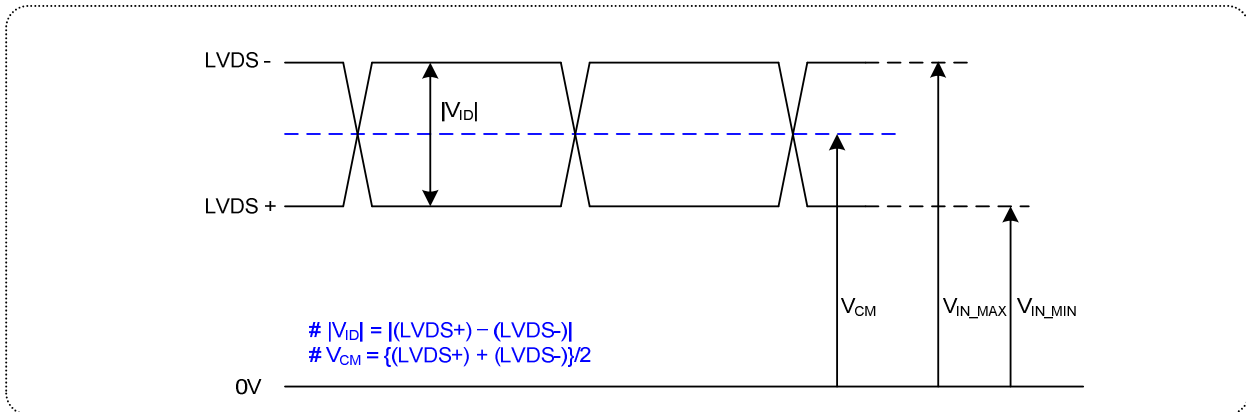 LVDS -
|VID|
LVDS +
VCM
VIN_MAX
VIN_MIN
# |VID| = |(LVDS+) – (LVDS-)|
# VCM = {(LVDS+) + (LVDS-)}/2
0V